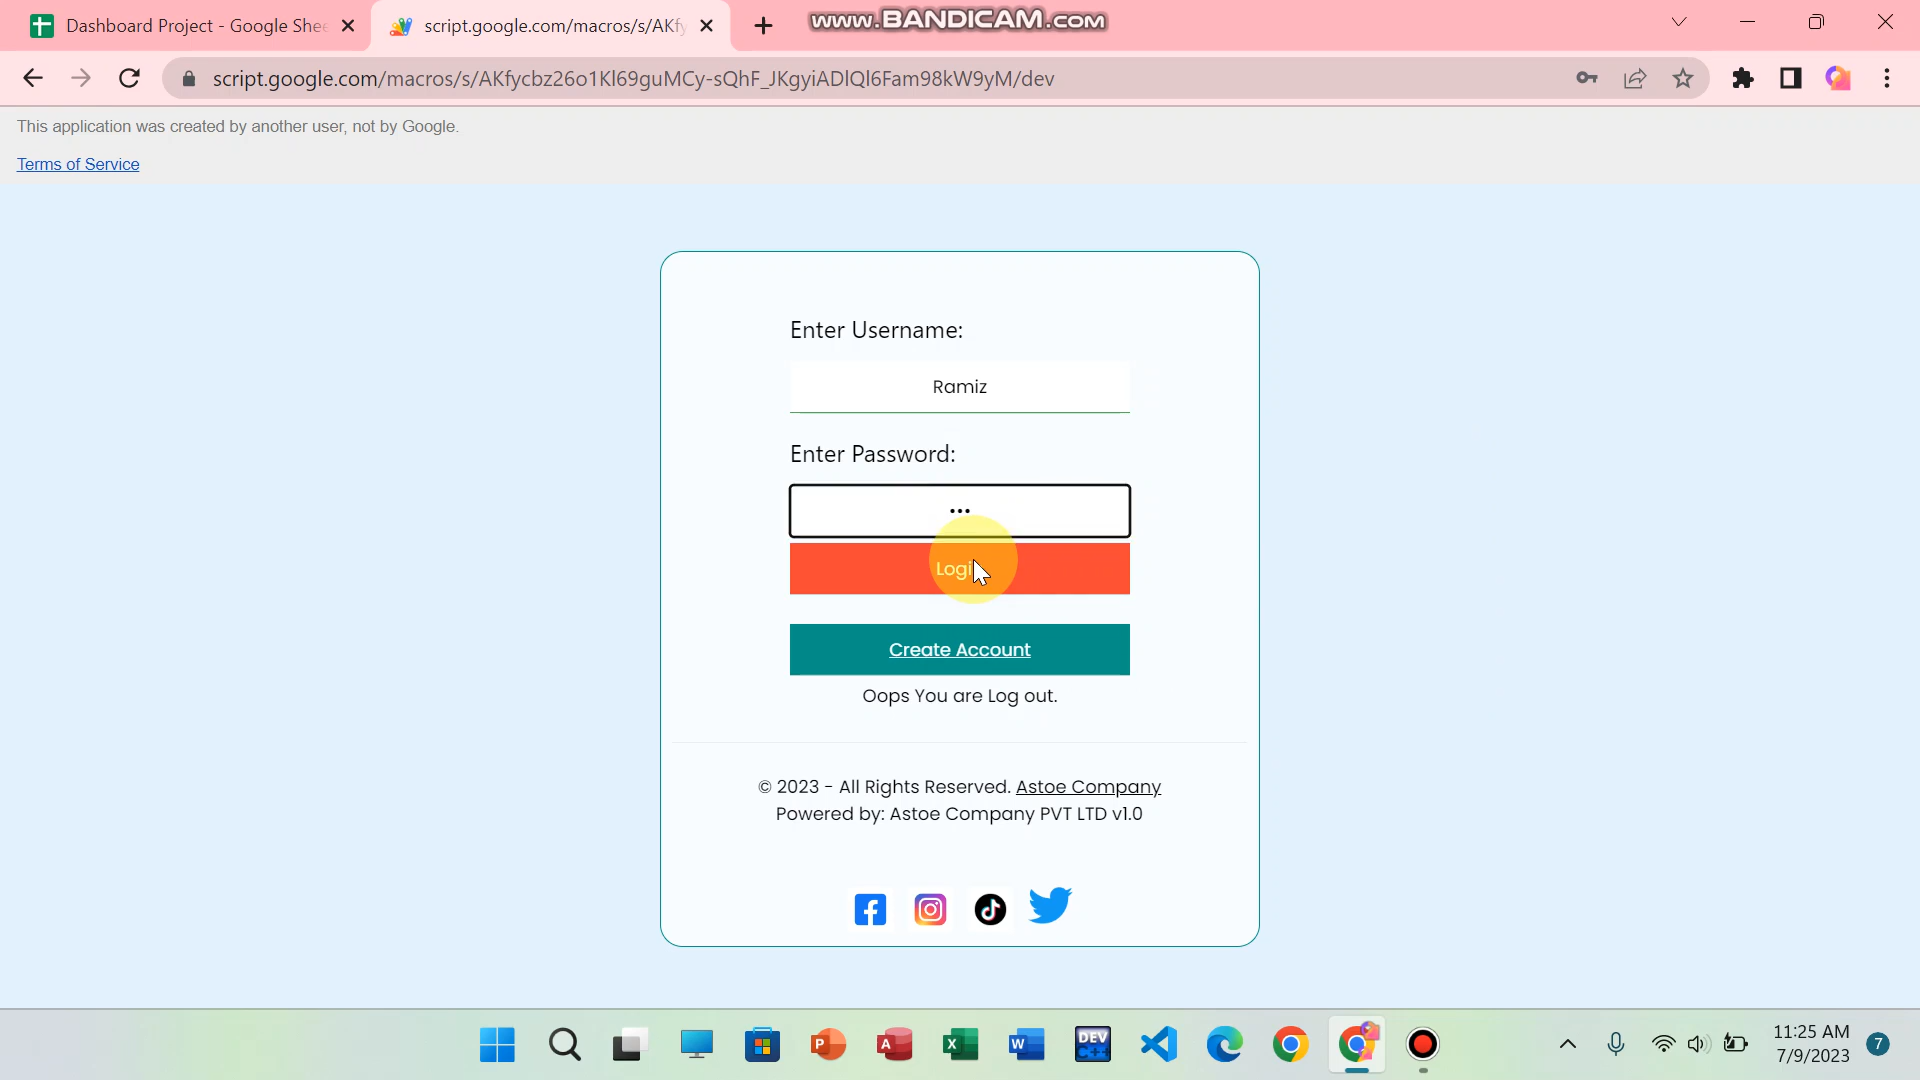 Dashboard Project - Google Shee
script.google.com/macros/s/AKfy
www.BANDICAM.com
script.google.com/macros/s/AKfycbz26o1Kl69guMCy-sQhF_JKgyiADlQl6Fam98kW9yM/dev
This application was created by another user, not by Google.
Terms of Service
Enter Username:
Ramiz
Enter Password:
•••
Logi
Create Account
Oops You are Log out.
© 2023 - All Rights Reserved. Astoe Company
Powered by: Astoe Company PVT LTD v1.0
DEV
C++
11:25 AM
7/9/2023
7